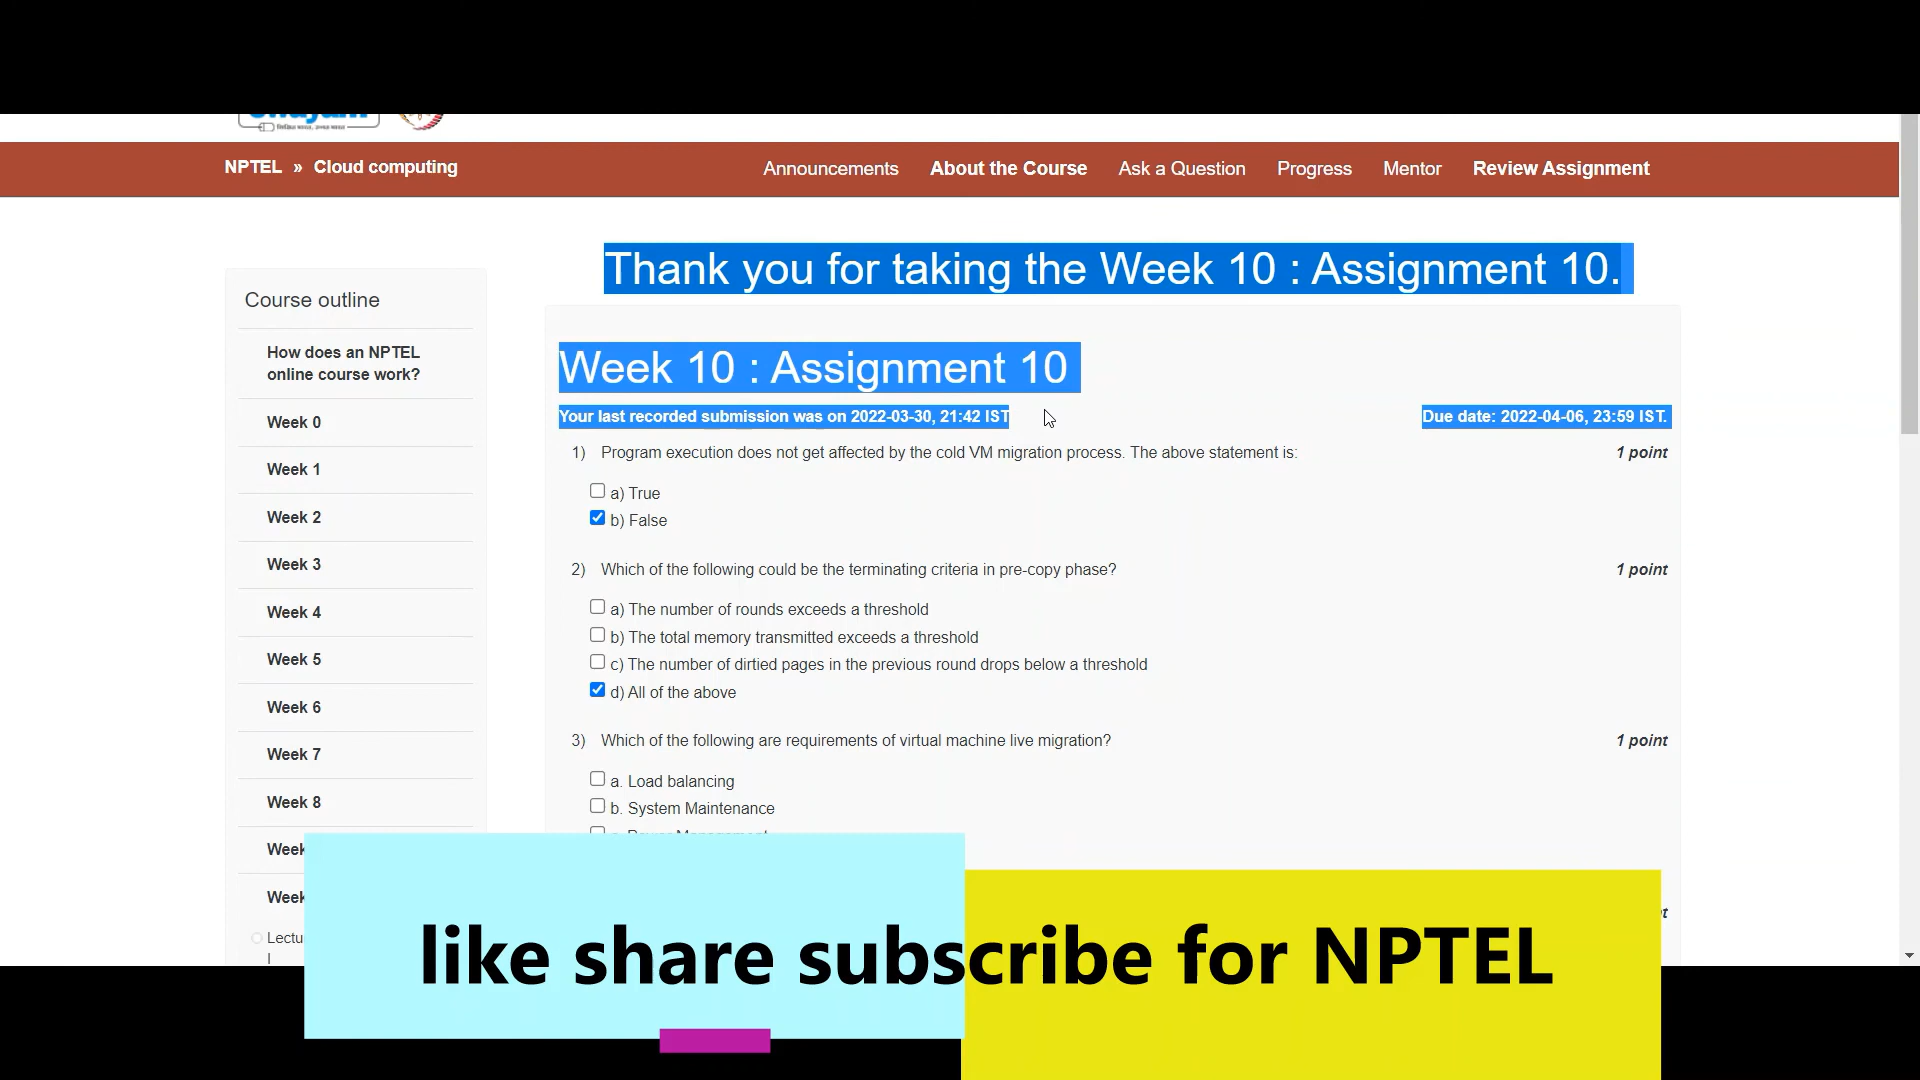 NPTEL » Cloud computing
Announcements About the Course Ask a Question Progress Mentor Review Assignment
Thank you for taking the Week 10 : Assignment 10.
Course outline
How does an NPTEL
online course work?
Week 0
Week 1
Week 2
Week 3
Week 4
Week 5
Week 6
Week 7
Week 8
Week
Week
Week 10 : Assignment 10
Your last recorded submission was on 2022-03-30, 21:42 IST Due date: 2022-04-06, 23:59 IST.
1) Program execution does not get affected by the cold VM migration process. The above statement is: 1 point
a) True
b) False
2) Which of the following could be the terminating criteria in pre-copy phase? 1 point
a) The number of rounds exceeds a threshold
b) The total memory transmitted exceeds a threshold
c) The number of dirtied pages in the previous round drops below a threshold
d) All of the above
3) Which of the following are requirements of virtual machine live migration? 1 point
a. Load balancing
b. System Maintenance
like share subscribe for NPTEL